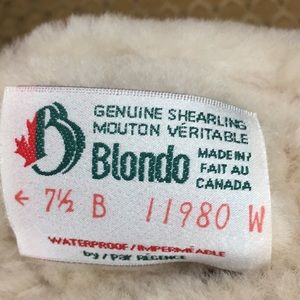 GENUINE SHEARLING
MOUTON VÉRITABLE
B Blondo MADE IN/
FAIT AU
CANADA
← 7½ B 11980 W
WATERPROOF/IMPERMÉABLE
by/par RÉGENCE